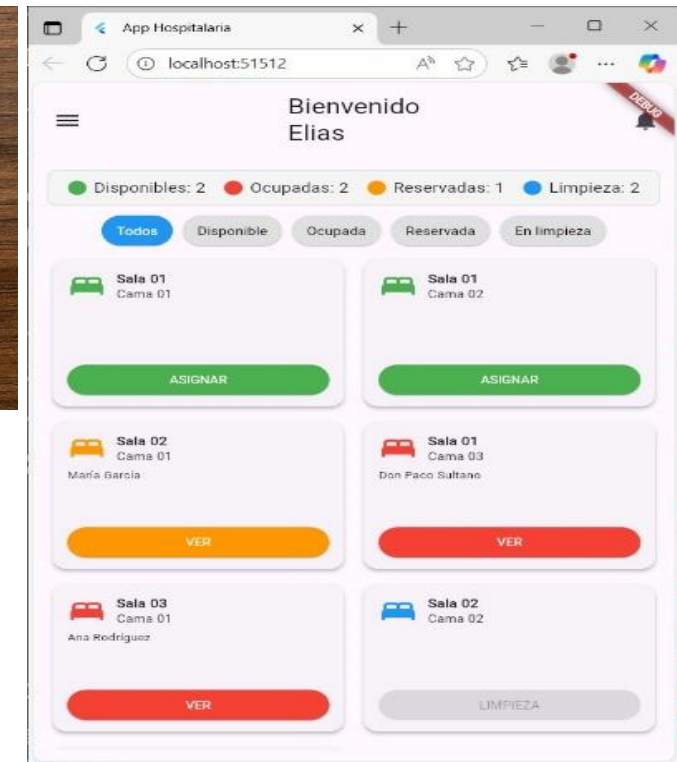 App Hospitalaria
localhost:51512
Bienvenido
Elias
DEBUG
Disponibles: 2 Ocupadas: 2 Reservadas: 1 Limpieza: 2
Todos Disponible Ocupada Reservada En limpieza
Sala 01
Cama 01
ASIGNAR
Sala 01
Cama 02
ASIGNAR
Sala 02
Cama 01
María García
VER
Sala 01
Cama 03
Don Paco Sultano
VER
Sala 03
Cama 01
Ana Rodríguez
VER
Sala 02
Cama 02
LIMPIEZA